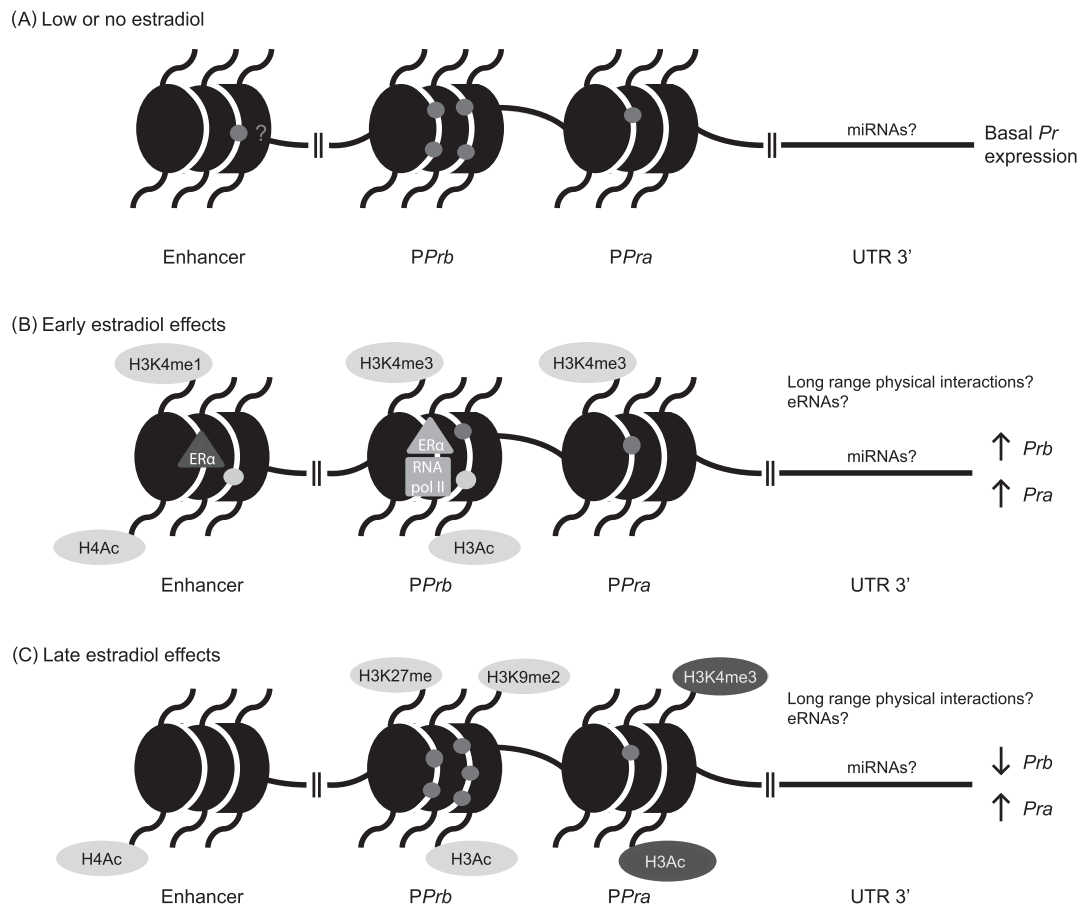 (A) Low or no estradiol
?
miRNAs?
Basal Pr
expression
Enhancer
PPrb
PPra
UTR 3’
(B) Early estradiol effects
H3K4me1
H3K4me3
H3K4me3
Long range physical interactions?
eRNAs?
ERα
ERα
RNA
pol II
miRNAs?
Prb
Pra
H4Ac
H3Ac
Enhancer
PPrb
PPra
UTR 3’
(C) Late estradiol effects
H3K27me
H3K9me2
H3K4me3
Long range physical interactions?
eRNAs?
miRNAs?
Prb
Pra
H4Ac
H3Ac
H3Ac
Enhancer
PPrb
PPra
UTR 3’